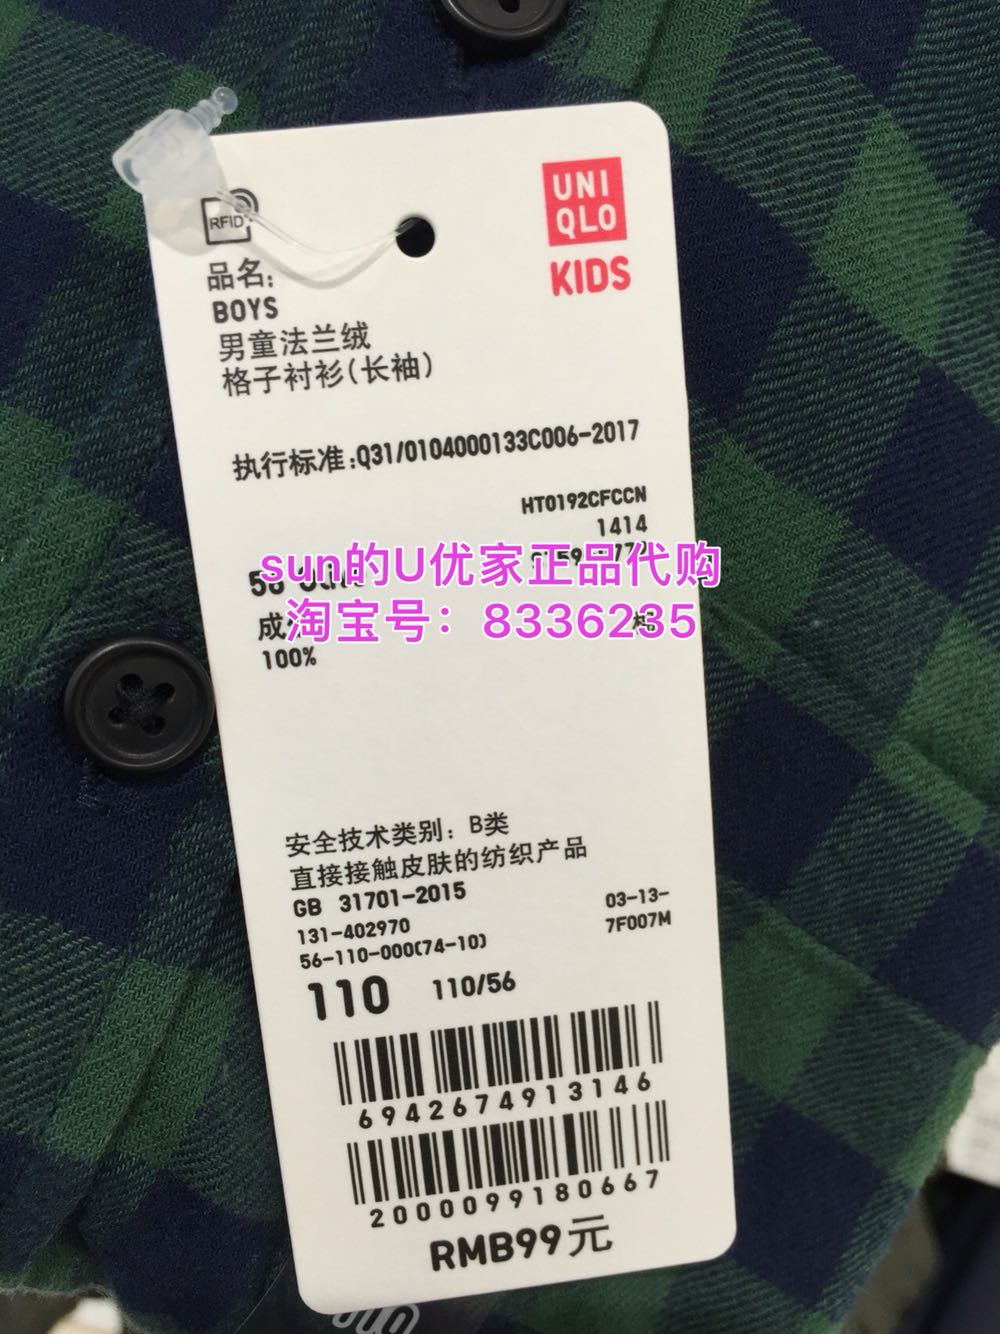 RFID
UNI
QLO
KIDS
品名:
BOYS
男童法兰绒
格子衬衫(长袖)
执行标准:Q31/0104000133C006-2017
HT0192CFCCN
1414
sun的U优家正品代购
淘宝号：8336235
100%
安全技术类别: B类
直接接触皮肤的纺织产品
GB 31701-2015
131-402970
56-110-000(74-10)
03-13-
7F007M
110 110/56
6942674913146
2000099180667
RMB99元